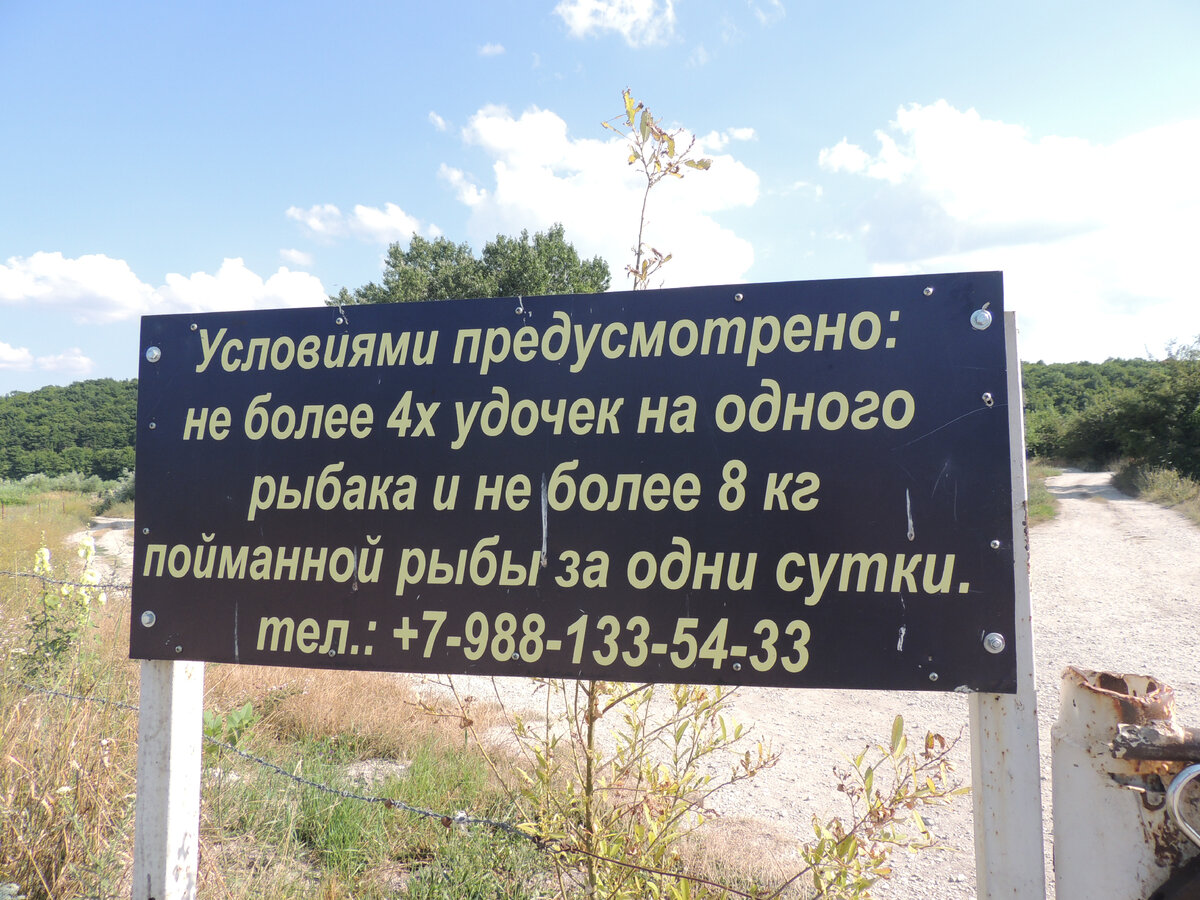 Условиями предусмотрено:
не более 4х удочек на одного
рыбака и не более 8 кг
пойманной рыбы за одни сутки.
тел.: +7-988-133-54-33